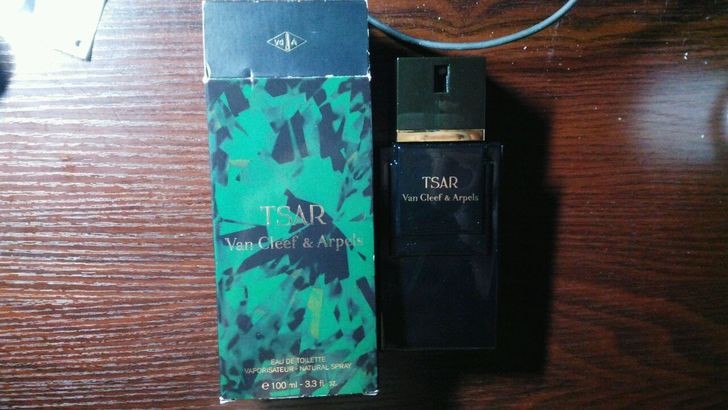 TSAR
Van Cleef & Arpels
EAU DE TOILETTE
VAPORISATEUR - NATURAL SPRAY
e 100 ml - 3.3 fl. oz.
TSAR
Van Cleef & Arpels